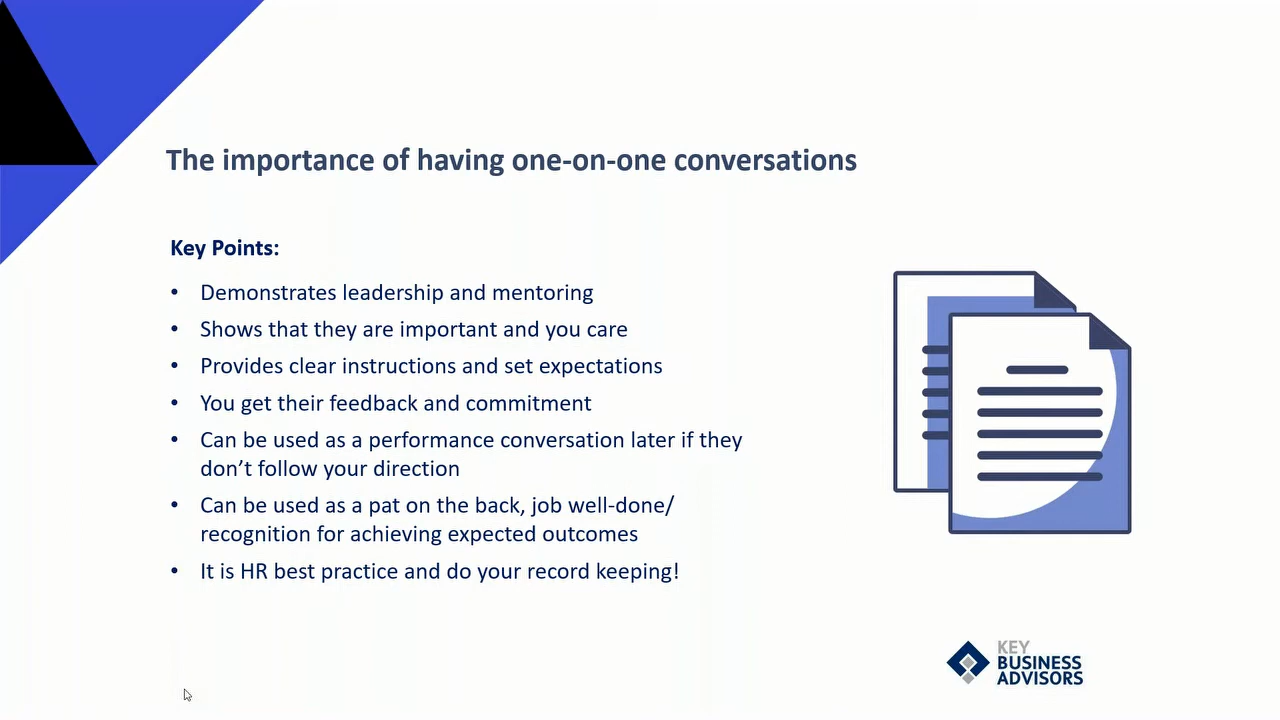 The importance of having one-on-one conversations
Key Points:
• Demonstrates leadership and mentoring
• Shows that they are important and you care
• Provides clear instructions and set expectations
• You get their feedback and commitment
• Can be used as a performance conversation later if they
don’t follow your direction
• Can be used as a pat on the back, job well-done/
recognition for achieving expected outcomes
• It is HR best practice and do your record keeping!
KEY
BUSINESS
ADVISORS